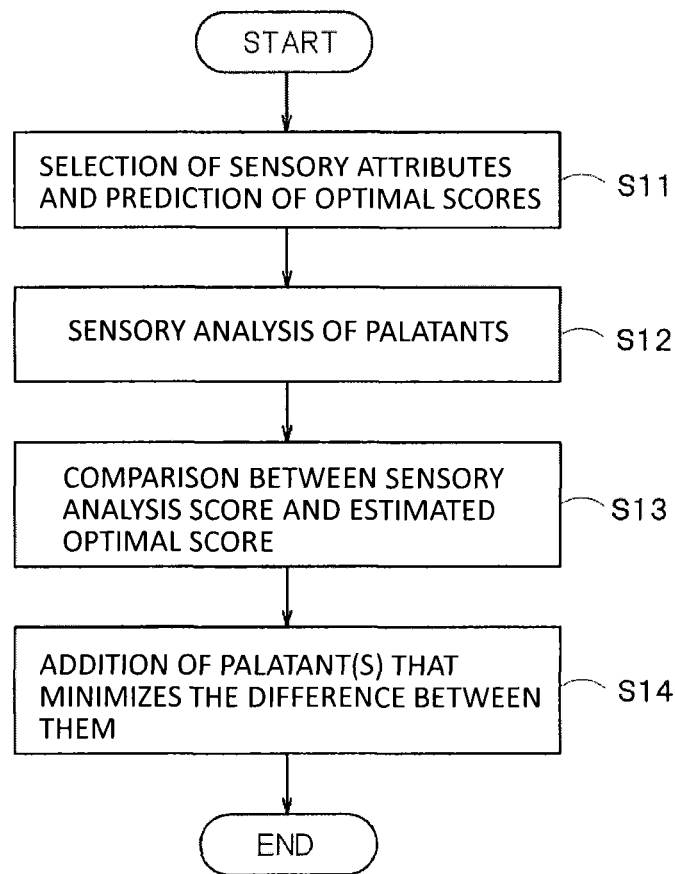 START
SELECTION OF SENSORY ATTRIBUTES
AND PREDICTION OF OPTIMAL SCORES
S11
SENSORY ANALYSIS OF PALATANTS
S12
COMPARISON BETWEEN SENSORY
ANALYSIS SCORE AND ESTIMATED
OPTIMAL SCORE
S13
ADDITION OF PALATANT(S) THAT
MINIMIZES THE DIFFERENCE BETWEEN
THEM
S14
END